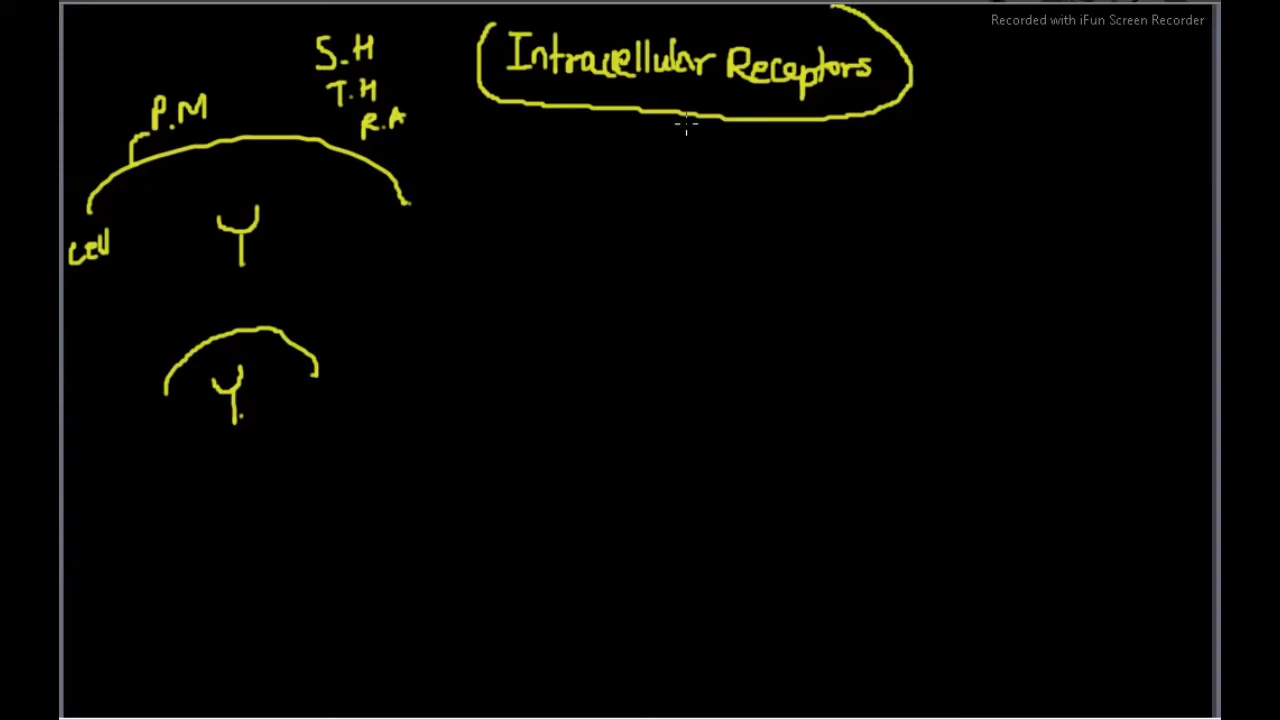 Recorded with iFun Screen Recorder
Intracellular Receptors
S.H
T.H
R.A
P.M
Cell